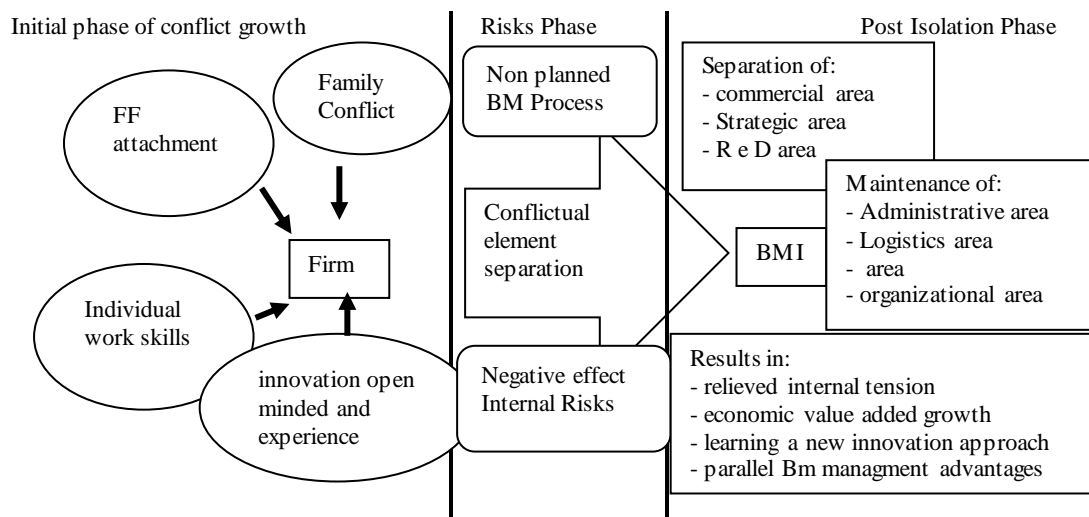 Initial phase of conflict growth
FF
attachment
Family
Conflict
Firm
Individual
work skills
innovation open
minded and
experience
Risks Phase
Non planned
BM Process
Conflictual
element
separation
Negative effect
Internal Risks
Post Isolation Phase
Separation of:
- commercial area
- Strategic area
- R e D area
BMI
Maintenance of:
- Administrative area
- Logistics area
- area
- organizational area
Results in:
- relieved internal tension
- economic value added growth
- learning a new innovation approach
- parallel Bm managment advantages